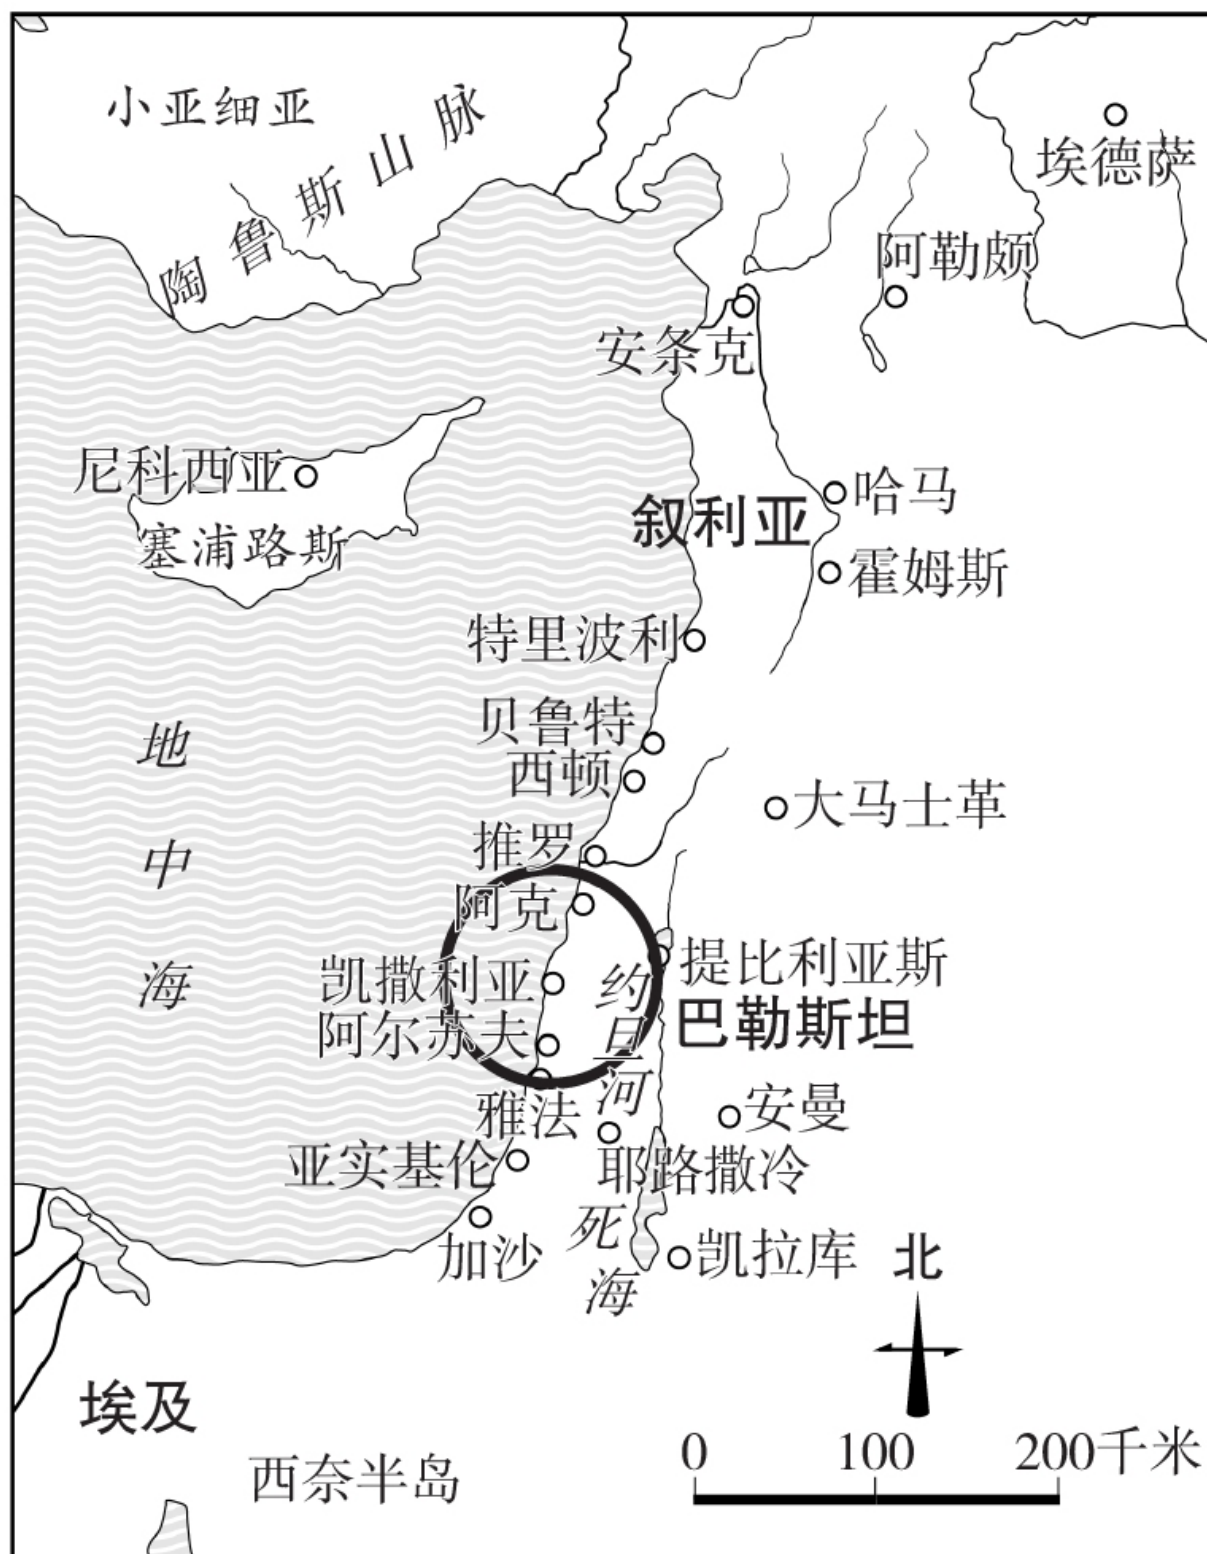 小亚细亚
陶鲁斯山脉
埃德萨
阿勒颇
安条克
尼科西亚
塞浦路斯
哈马
叙利亚
霍姆斯
特里波利
贝鲁特
西顿
大马士革
推罗
阿克
提比利亚斯
凯撒利亚
约旦河
巴勒斯坦
阿尔苏夫
地中海
雅法
安曼
亚实基伦
耶路撒冷
加沙
死海
凯拉库
北
埃及
西奈半岛
0 100 200千米